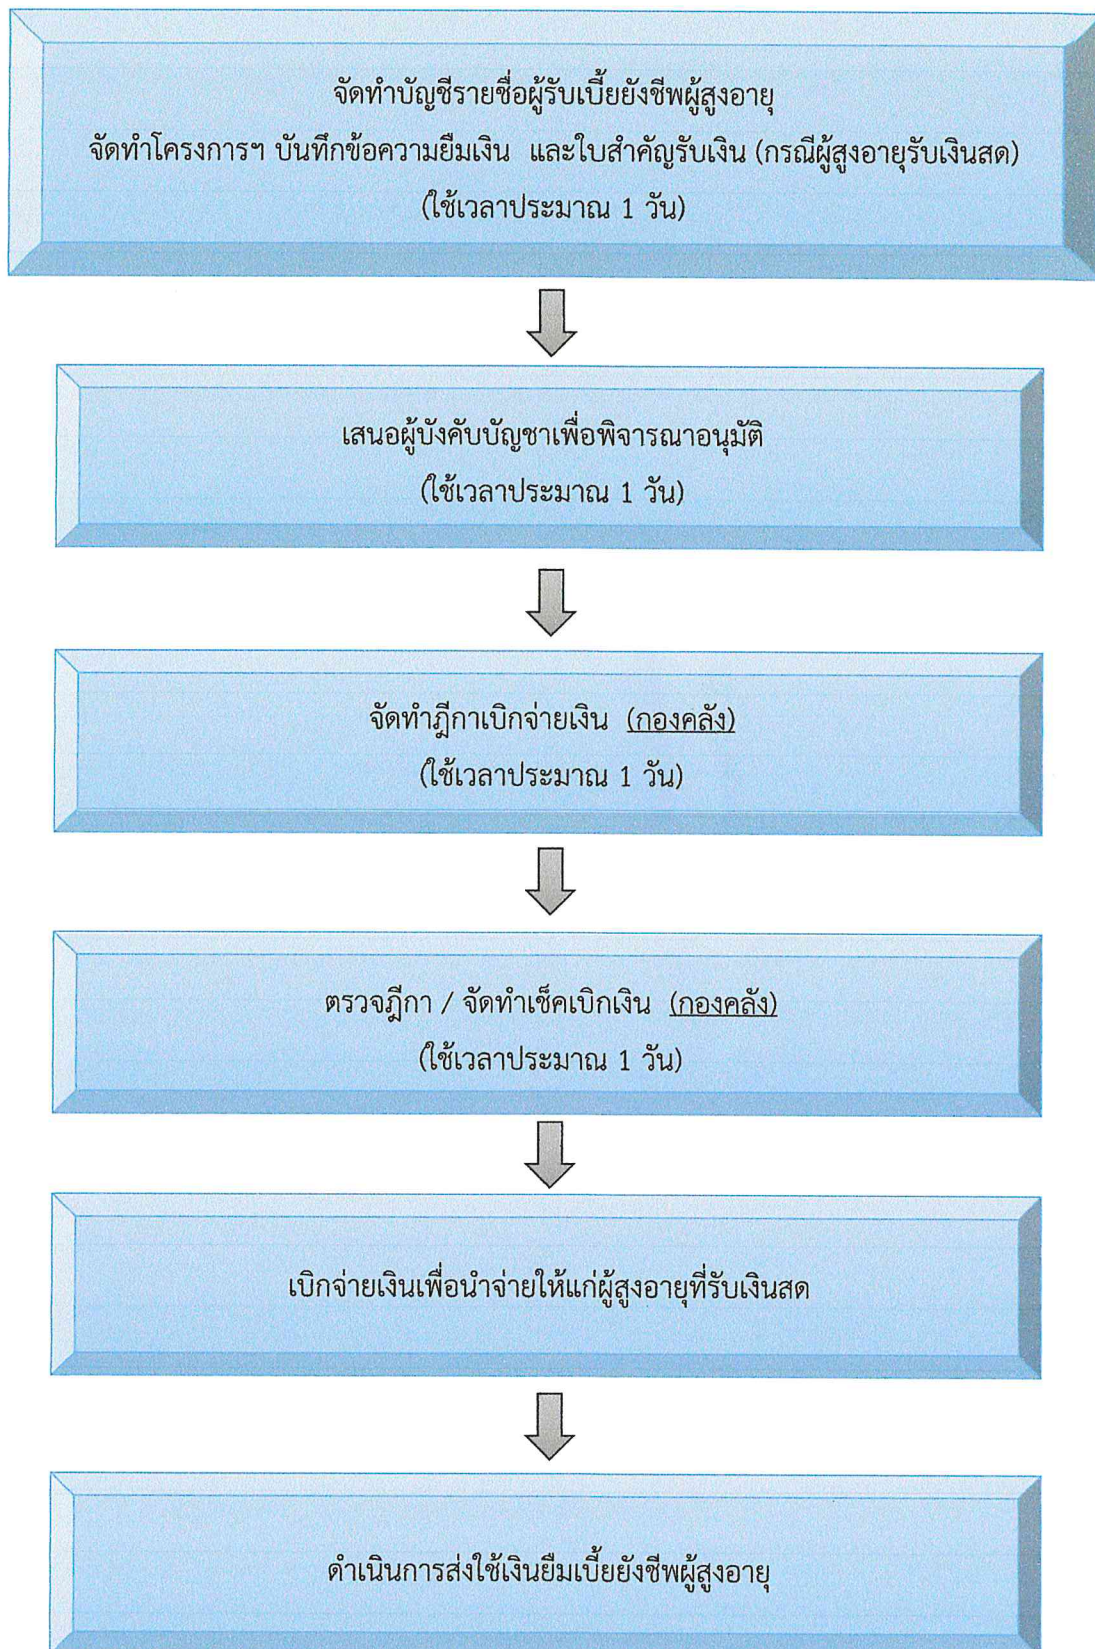 จัดทำบัญชีรายชื่อผู้รับเบี้ยยังชีพผู้สูงอายุ
จัดทำโครงการฯ บันทึกข้อความยืมเงิน และใบสำคัญรับเงิน (กรณีผู้สูงอายุรับเงินสด)
(ใช้เวลาประมาณ 1 วัน)
เสนอผู้บังคับบัญชาเพื่อพิจารณาอนุมัติ
(ใช้เวลาประมาณ 1 วัน)
จัดทำฎีกาเบิกจ่ายเงิน (กองคลัง)
(ใช้เวลาประมาณ 1 วัน)
ตรวจฎีกา / จัดทำเช็คเบิกเงิน (กองคลัง)
(ใช้เวลาประมาณ 1 วัน)
เบิกจ่ายเงินเพื่อนำจ่ายให้แก่ผู้สูงอายุที่รับเงินสด
ดำเนินการส่งใช้เงินยืมเบี้ยยังชีพผู้สูงอายุ